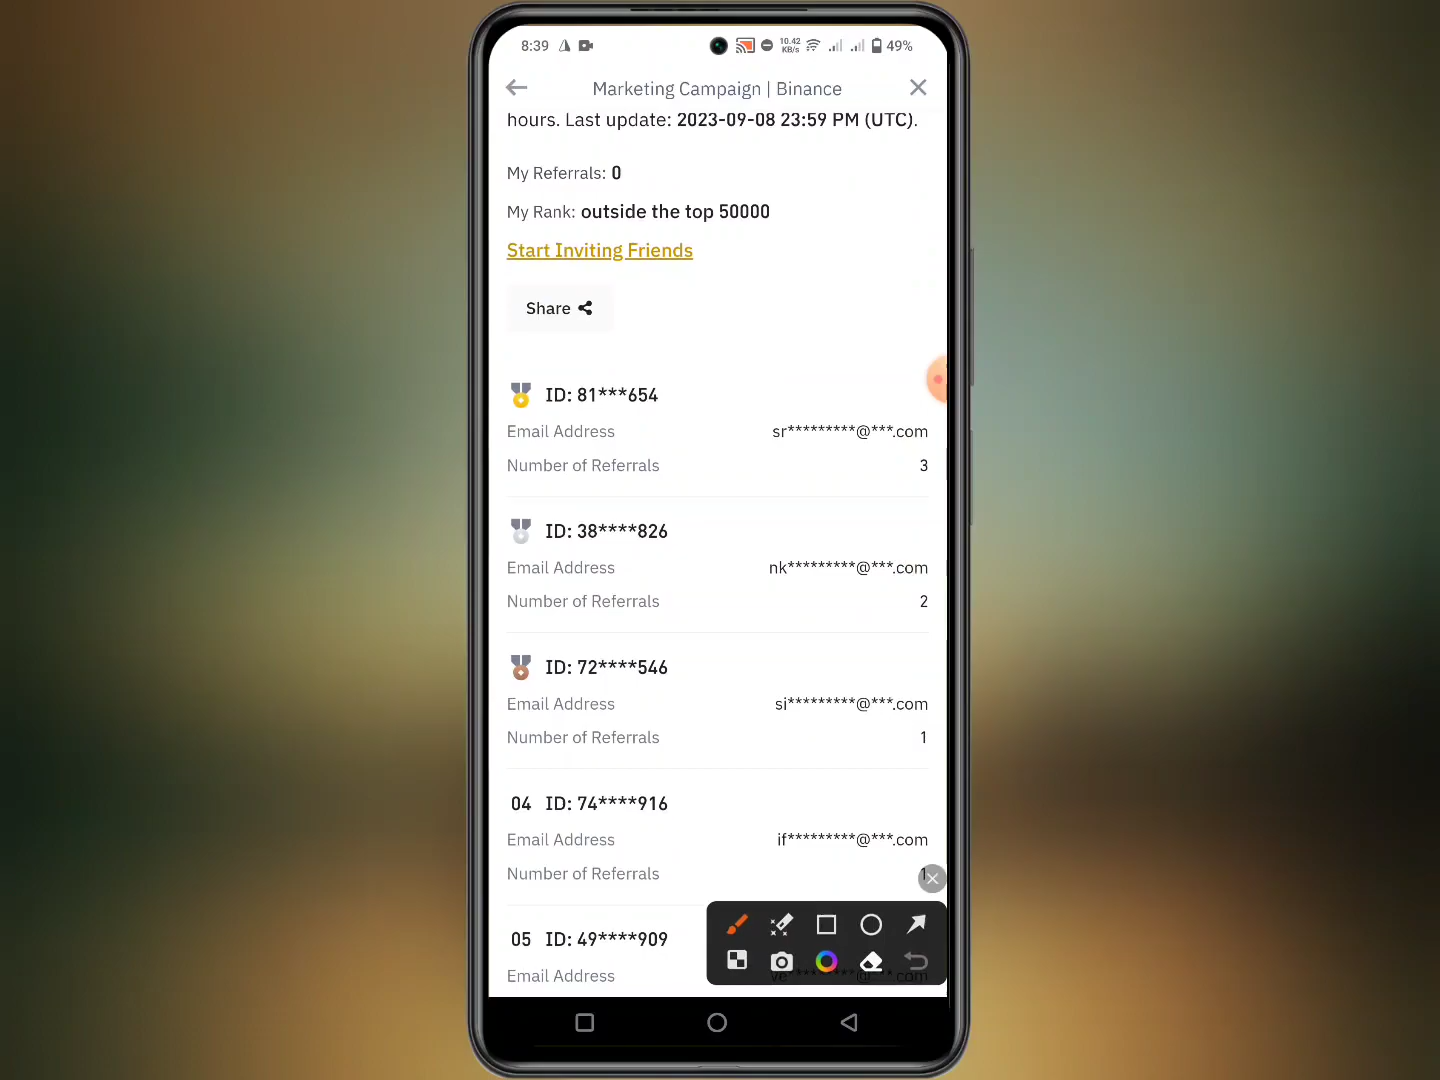 8:39 10.42 KB/s 49%
Marketing Campaign | Binance
hours. Last update: 2023-09-08 23:59 PM (UTC).
My Referrals: 0
My Rank: outside the top 50000
Start Inviting Friends
Share
ID: 81***654
Email Address sr*********@***.com
Number of Referrals 3
ID: 38****826
Email Address nk*********@***.com
Number of Referrals 2
ID: 72****546
Email Address si*********@***.com
Number of Referrals 1
04 ID: 74****916
Email Address if*********@***.com
Number of Referrals 1
05 ID: 49****909
Email Address